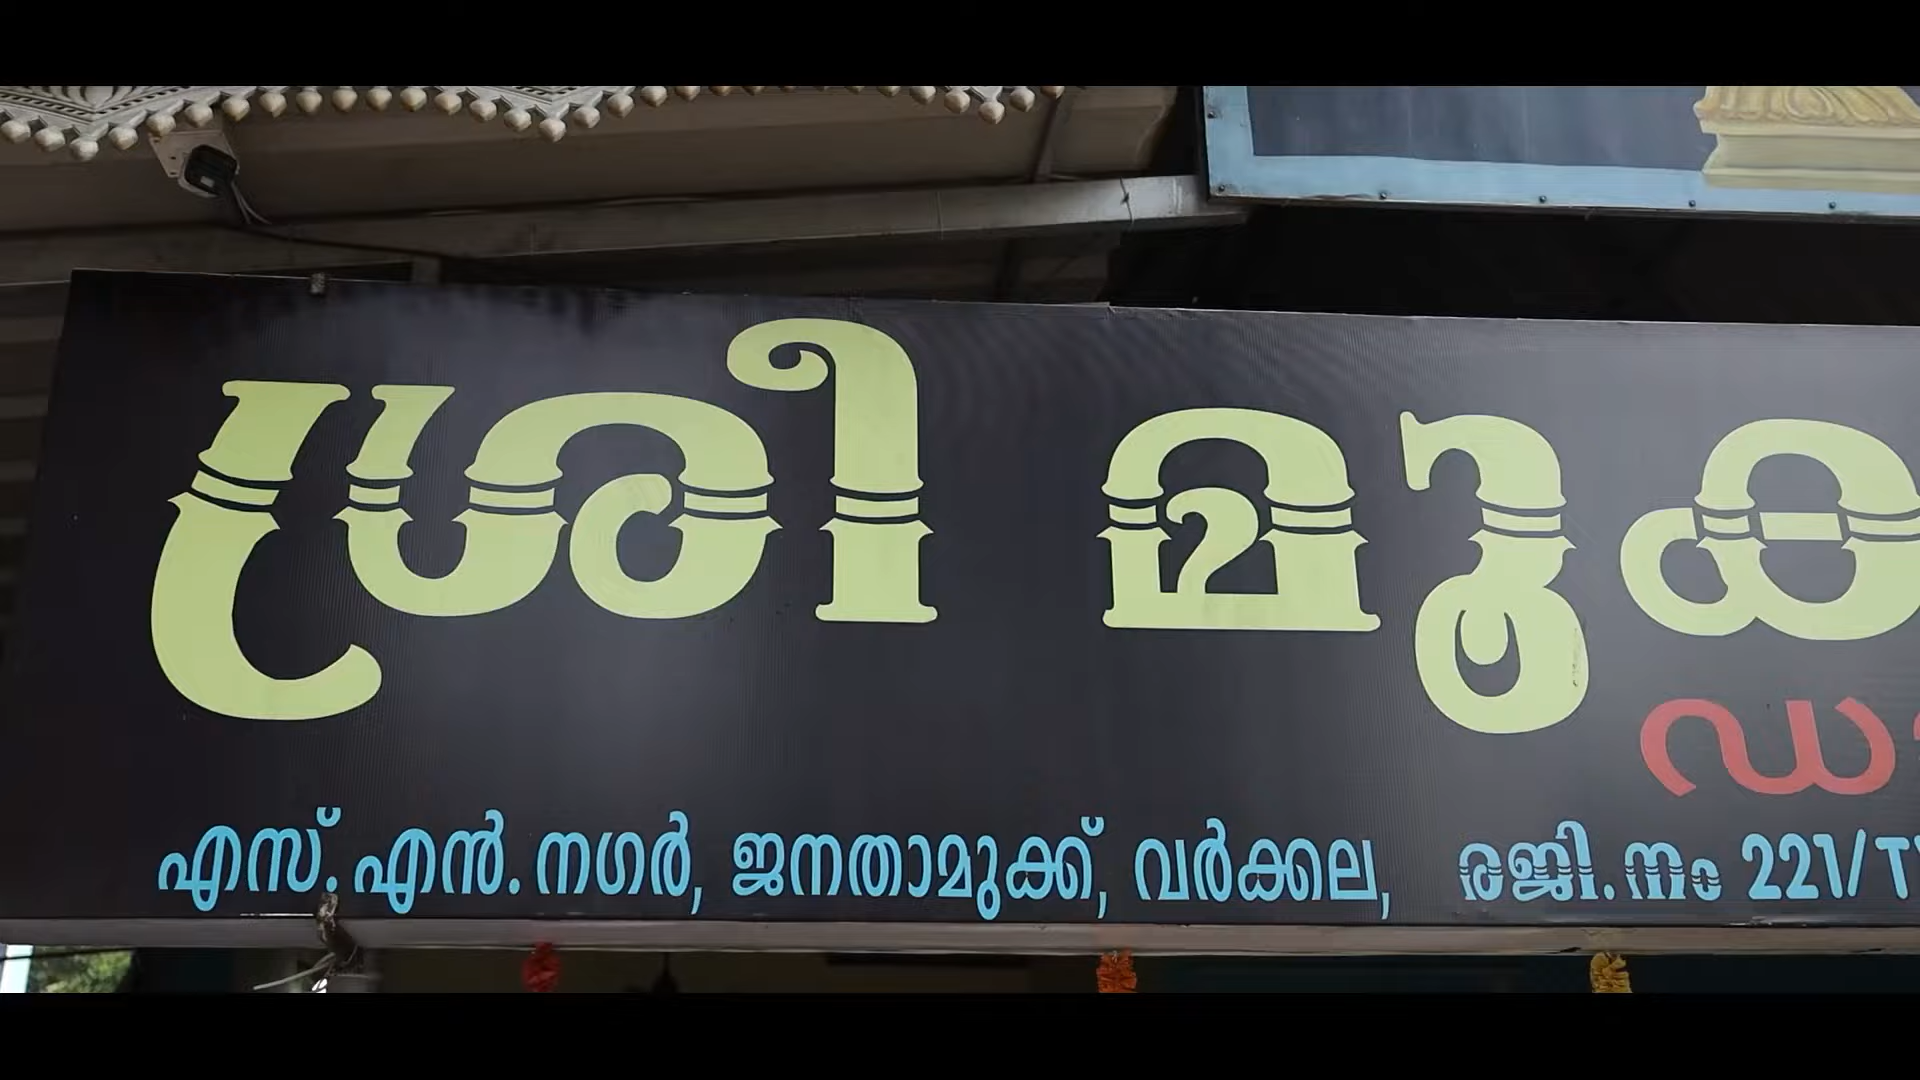 ശ്രീ മൂക
എസ്.എൻ.നഗർ, ജനതാമുക്ക്, വർക്കല, രജി.നം 221/T